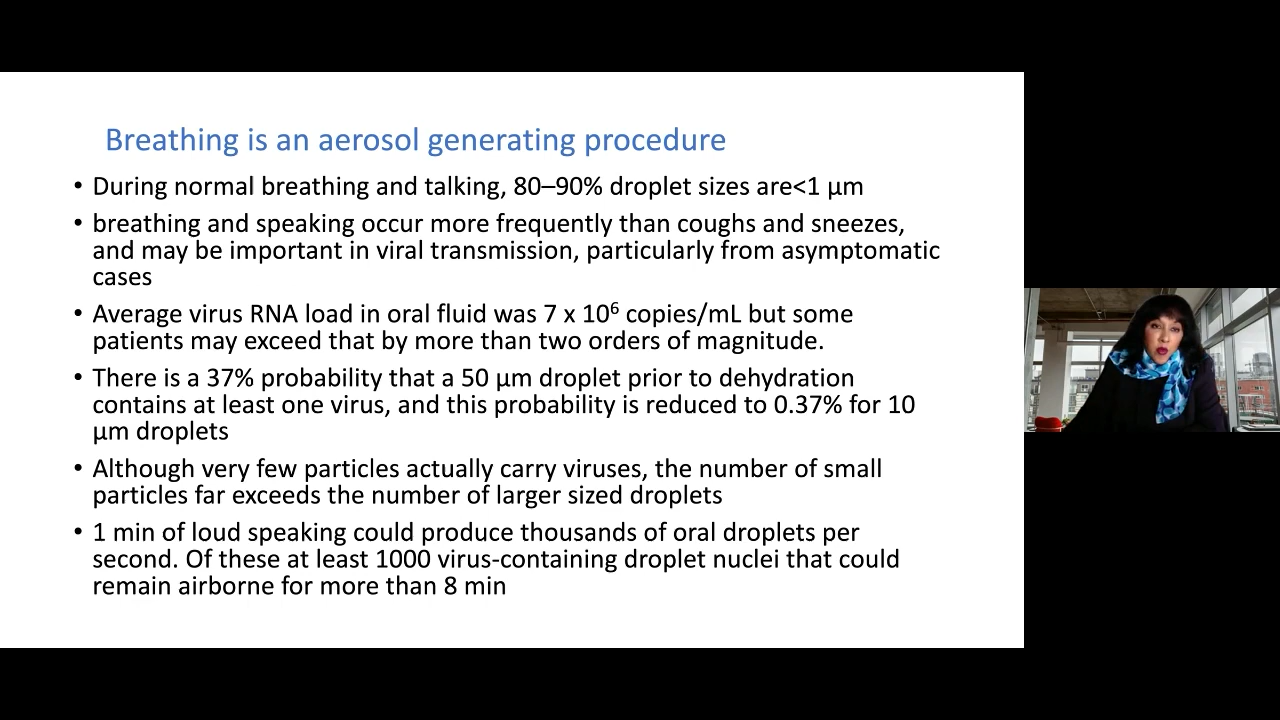 Breathing is an aerosol generating procedure
• During normal breathing and talking, 80–90% droplet sizes are<1 µm
• breathing and speaking occur more frequently than coughs and sneezes,
and may be important in viral transmission, particularly from asymptomatic
cases
• Average virus RNA load in oral fluid was 7 x 10⁶ copies/mL but some
patients may exceed that by more than two orders of magnitude.
• There is a 37% probability that a 50 µm droplet prior to dehydration
contains at least one virus, and this probability is reduced to 0.37% for 10
µm droplets
• Although very few particles actually carry viruses, the number of small
particles far exceeds the number of larger sized droplets
• 1 min of loud speaking could produce thousands of oral droplets per
second. Of these at least 1000 virus-containing droplet nuclei that could
remain airborne for more than 8 min